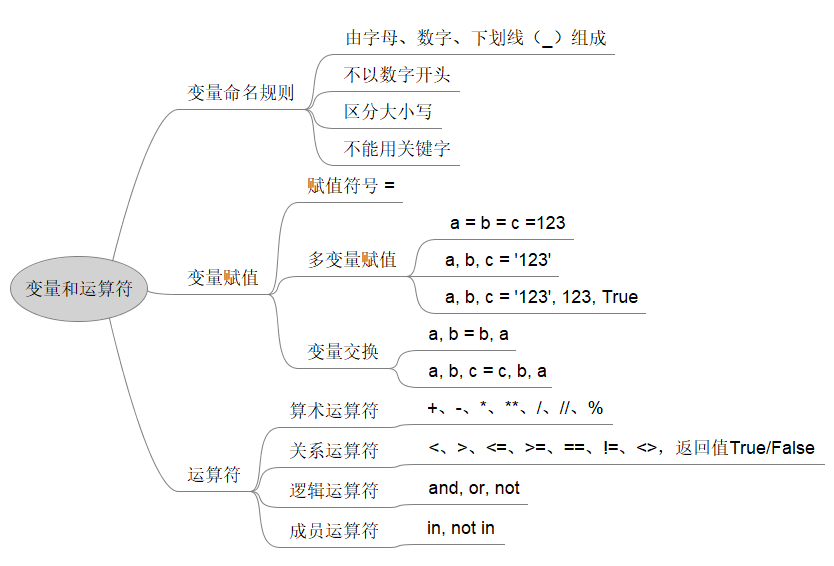 由字母、数字、下划线（_）组成
不以数字开头
变量命名规则
区分大小写
不能用关键字
赋值符号 =
a = b = c =123
多变量赋值
a, b, c = '123'
变量赋值
变量和运算符
a, b, c = '123', 123, True
a, b = b, a
变量交换
a, b, c = c, b, a
算术运算符
+、-、*、**、/、//、%
关系运算符
<、>、<=、>=、==、!=、<>，返回值True/False
运算符
逻辑运算符
and, or, not
成员运算符
in, not in